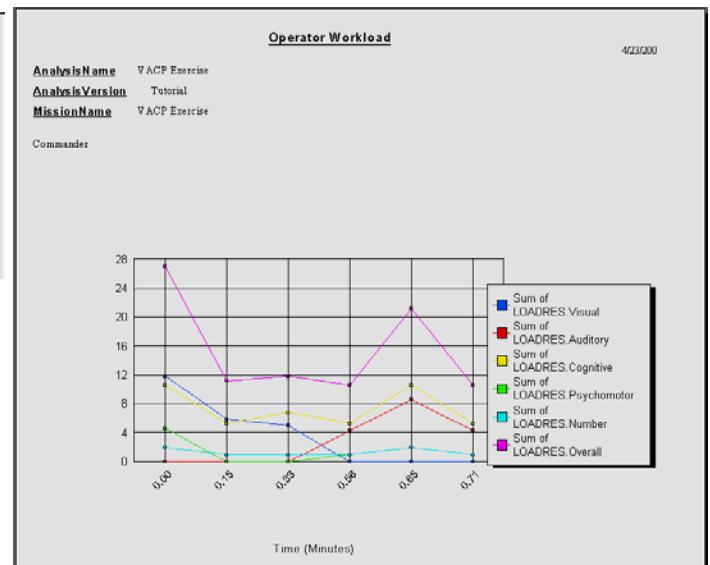 Operator Workload
4/23/200
AnalysisName VACP Exercise
AnalysisVersion Tutorial
MissionName VACP Exercise
Commander
28
24
20
16
12
8
4
0
0.00 0.15 0.33 0.56 0.65 0.71
Time (Minutes)
Sum of
LOADRES.Visual
Sum of
LOADRES.Auditory
Sum of
LOADRES.Cognitive
Sum of
LOADRES.Psychomotor
Sum of
LOADRES.Number
Sum of
LOADRES.Overall